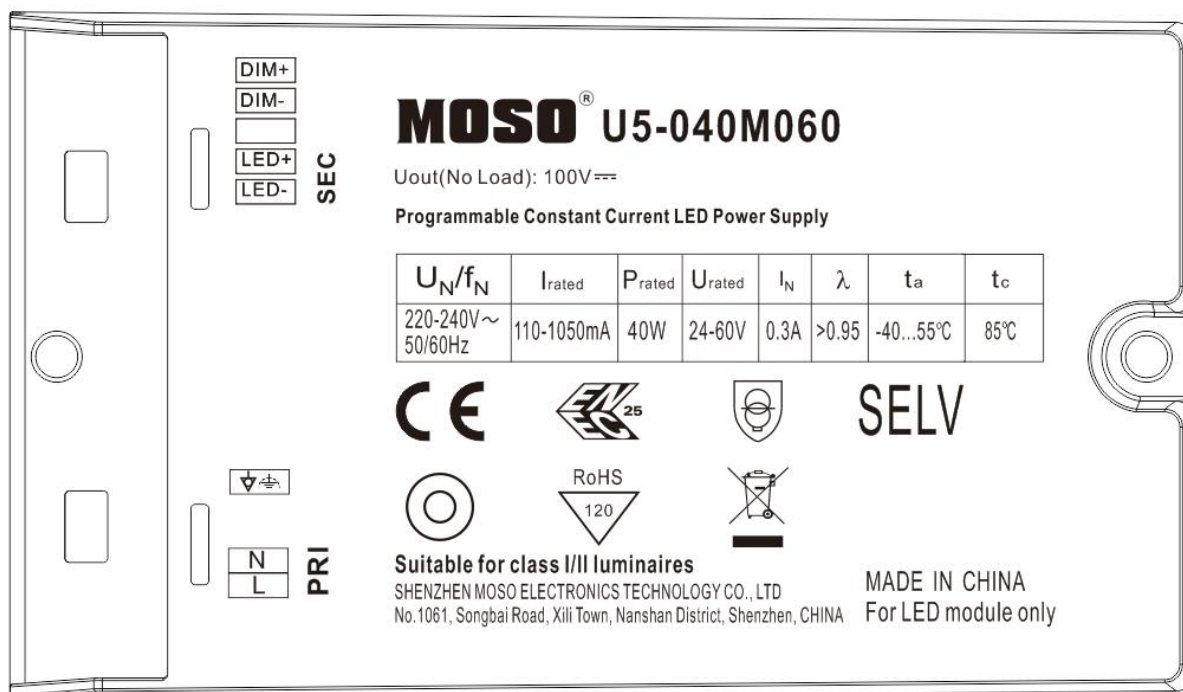 DIM+
DIM-
LED+
LED-
SEC
MOSO® U5-040M060
Uout(No Load): 100V⎓
Programmable Constant Current LED Power Supply
UN/fN Irated Prated Urated IN λ ta tc
220-240V～ 50/60Hz 110-1050mA 40W 24-60V 0.3A >0.95 -40...55℃ 85℃
CE ENEC 25 SELV
RoHS
120
N
L
PRI
Suitable for class I/II luminaires
SHENZHEN MOSO ELECTRONICS TECHNOLOGY CO., LTD
No.1061, Songbai Road, Xili Town, Nanshan District, Shenzhen, CHINA
MADE IN CHINA
For LED module only